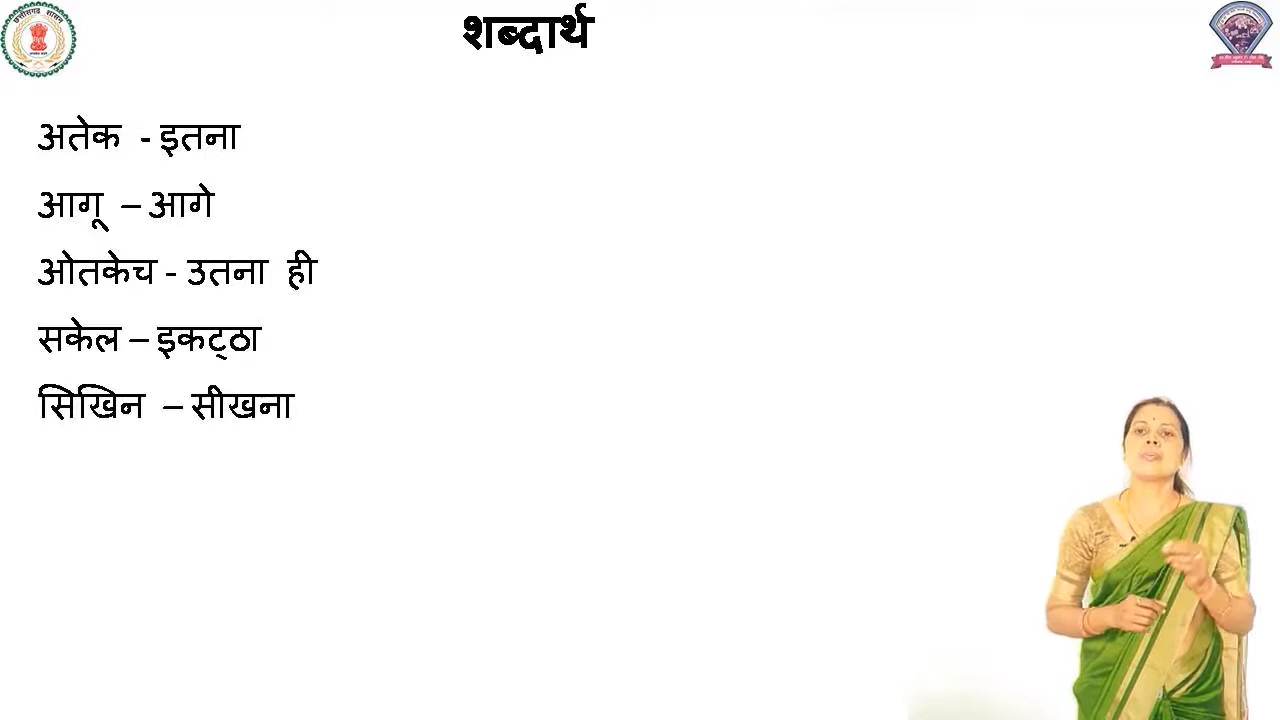 शब्दार्थ
अतेक - इतना
आगू – आगे
ओतकेच - उतना ही
सकेल – इकट्ठा
सिखिन – सीखना